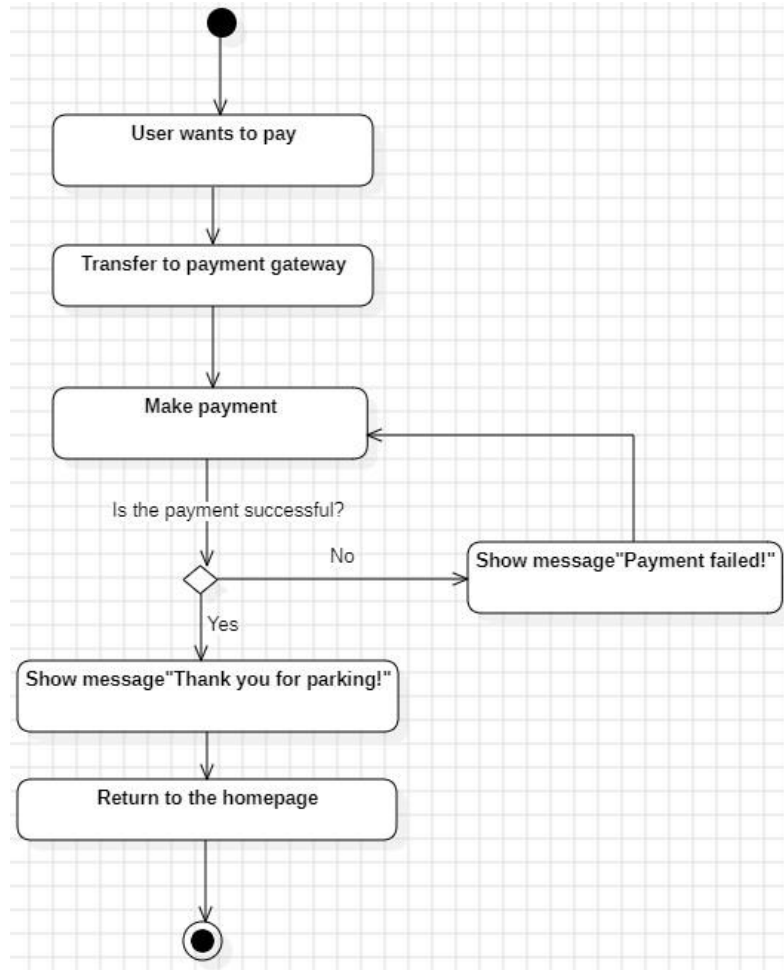 User wants to pay
Transfer to payment gateway
Make payment
Is the payment successful?
No
Show message"Payment failed!"
Yes
Show message"Thank you for parking!"
Return to the homepage